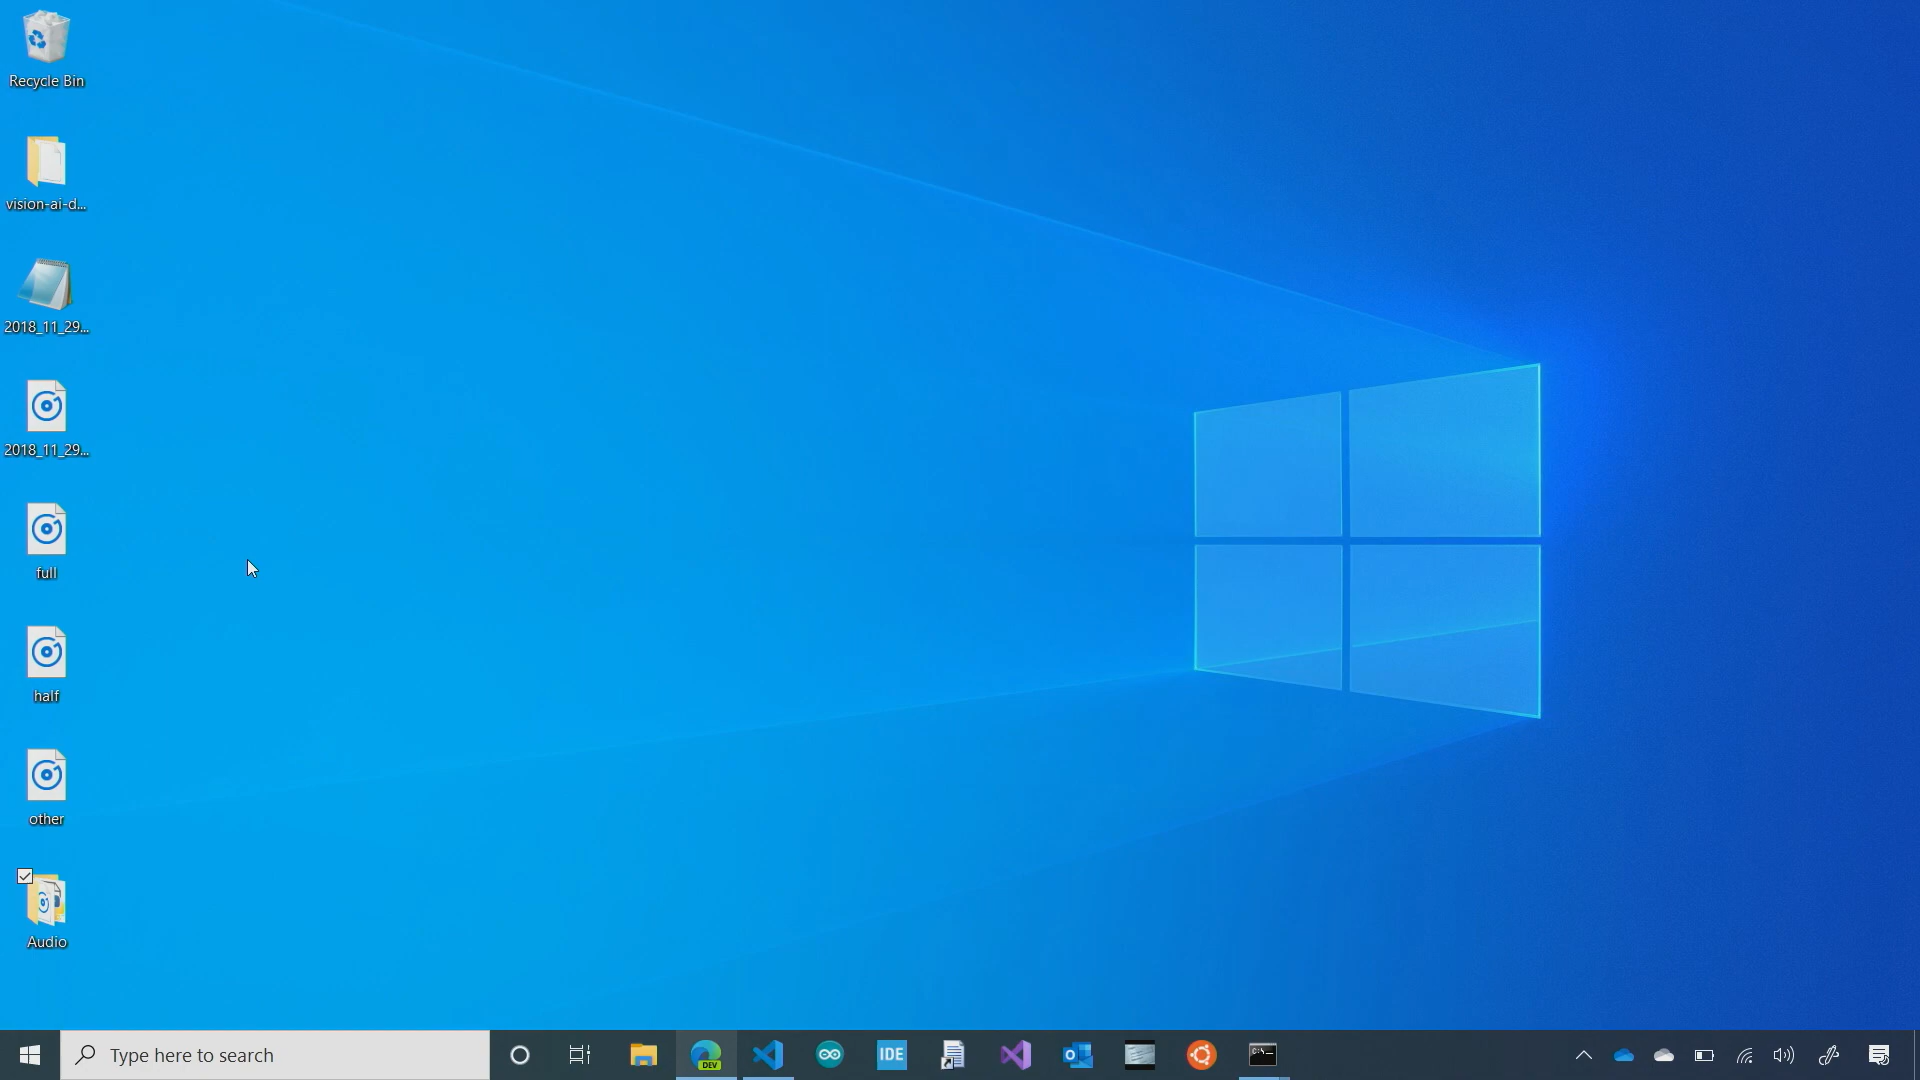 Recycle Bin
vision-ai-d...
2018_11_29...
2018_11_29...
full
half
other
Audio
Type here to search
DEV
IDE
C:\